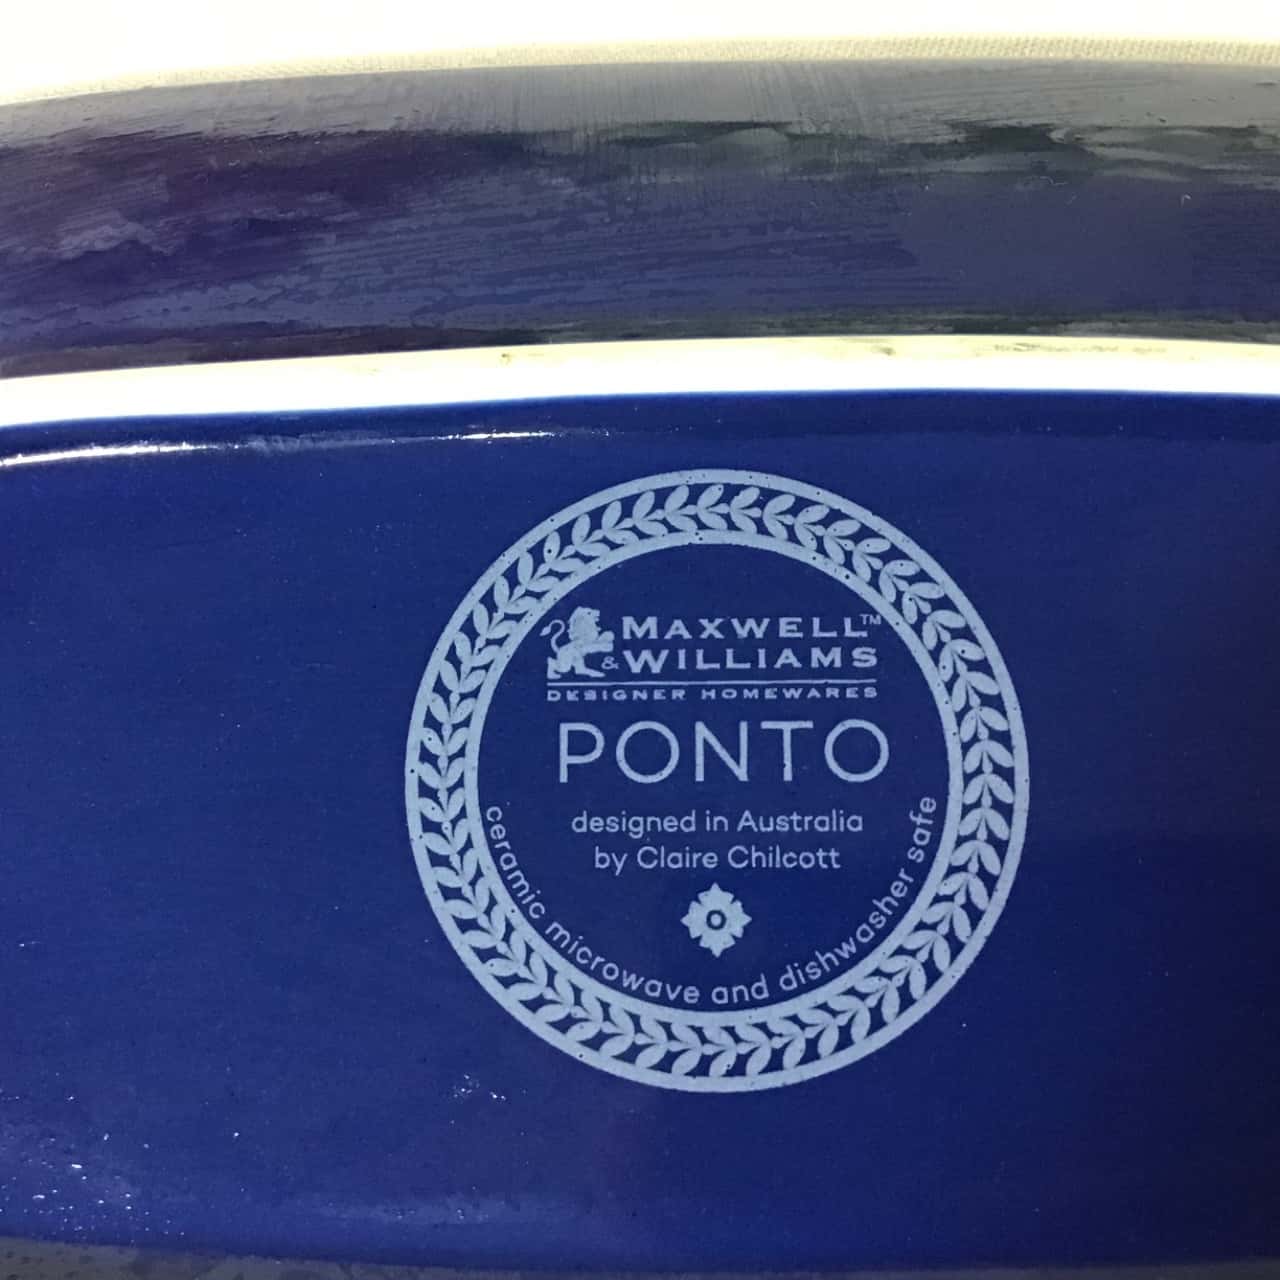 MAXWELL™
& WILLIAMS
DESIGNER HOMEWARES
PONTO
designed in Australia
by Claire Chilcott
ceramic microwave and dishwasher safe